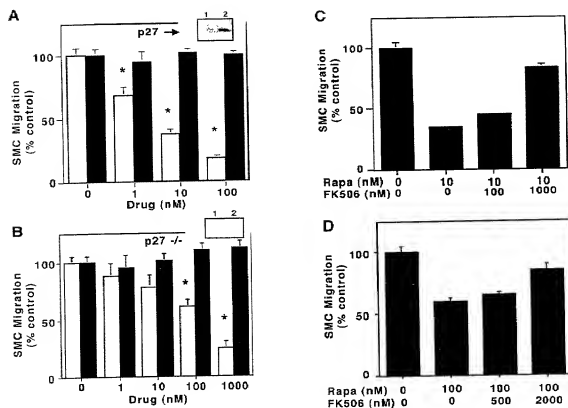 A
p27 → 1 2
SMC Migration
(% control)
100
50
0
* * *
0 1 10 100
Drug (nM)
B
p27 -/- 1 2
SMC Migration
(% control)
100
50
0
* *
0 1 10 100 1000
Drug (nM)
C
SMC Migration
(% control)
100
50
0
Rapa (nM) 0 10 10 10
FK506 (nM) 0 0 100 1000
D
SMC Migration
(% control)
100
50
0
Rapa (nM) 0 100 100 100
FK506 (nM) 0 0 500 2000